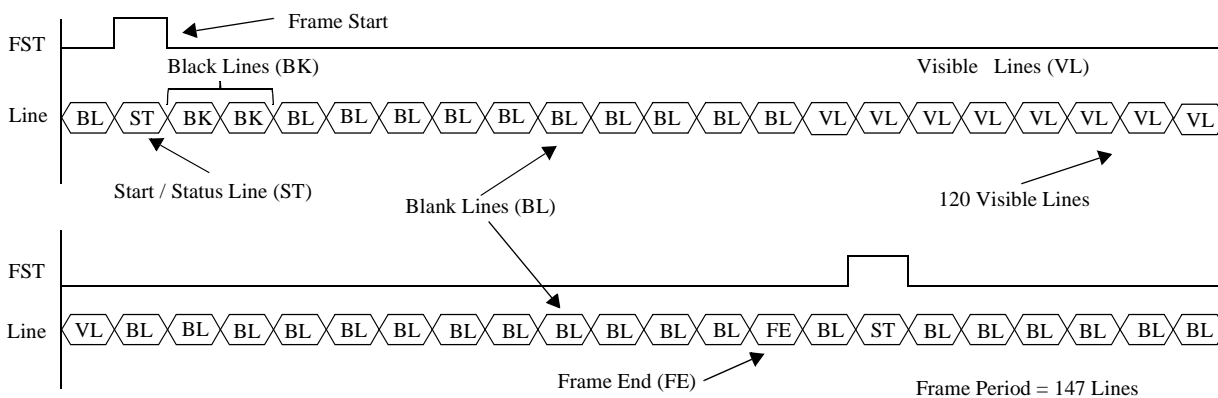 Frame Start
FST
Black Lines (BK)
Visible Lines (VL)
Line BL ST BK BK BL BL BL BL BL BL BL BL BL BL VL VL VL VL VL VL VL VL
Start / Status Line (ST)
Blank Lines (BL)
120 Visible Lines
FST
Line VL BL BL BL BL BL BL BL BL BL BL BL BL FE BL ST BL BL BL BL BL BL
Frame End (FE)
Frame Period = 147 Lines